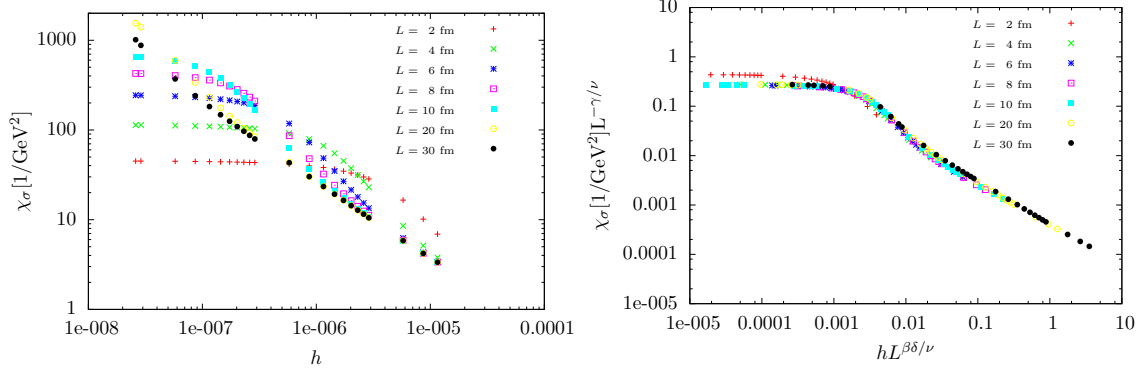 χσ[1/GeV²]
1000
100
10
1
1e-008
1e-007
1e-006
1e-005
0.0001
h
L = 2 fm
L = 4 fm
L = 6 fm
L = 8 fm
L = 10 fm
L = 20 fm
L = 30 fm
χσ[1/GeV²]L^{−γ/ν}
10
1
0.1
0.01
0.001
0.0001
1e-005
1e-005
0.0001
0.001
0.01
0.1
1
10
hL^{βδ/ν}
L = 2 fm
L = 4 fm
L = 6 fm
L = 8 fm
L = 10 fm
L = 20 fm
L = 30 fm